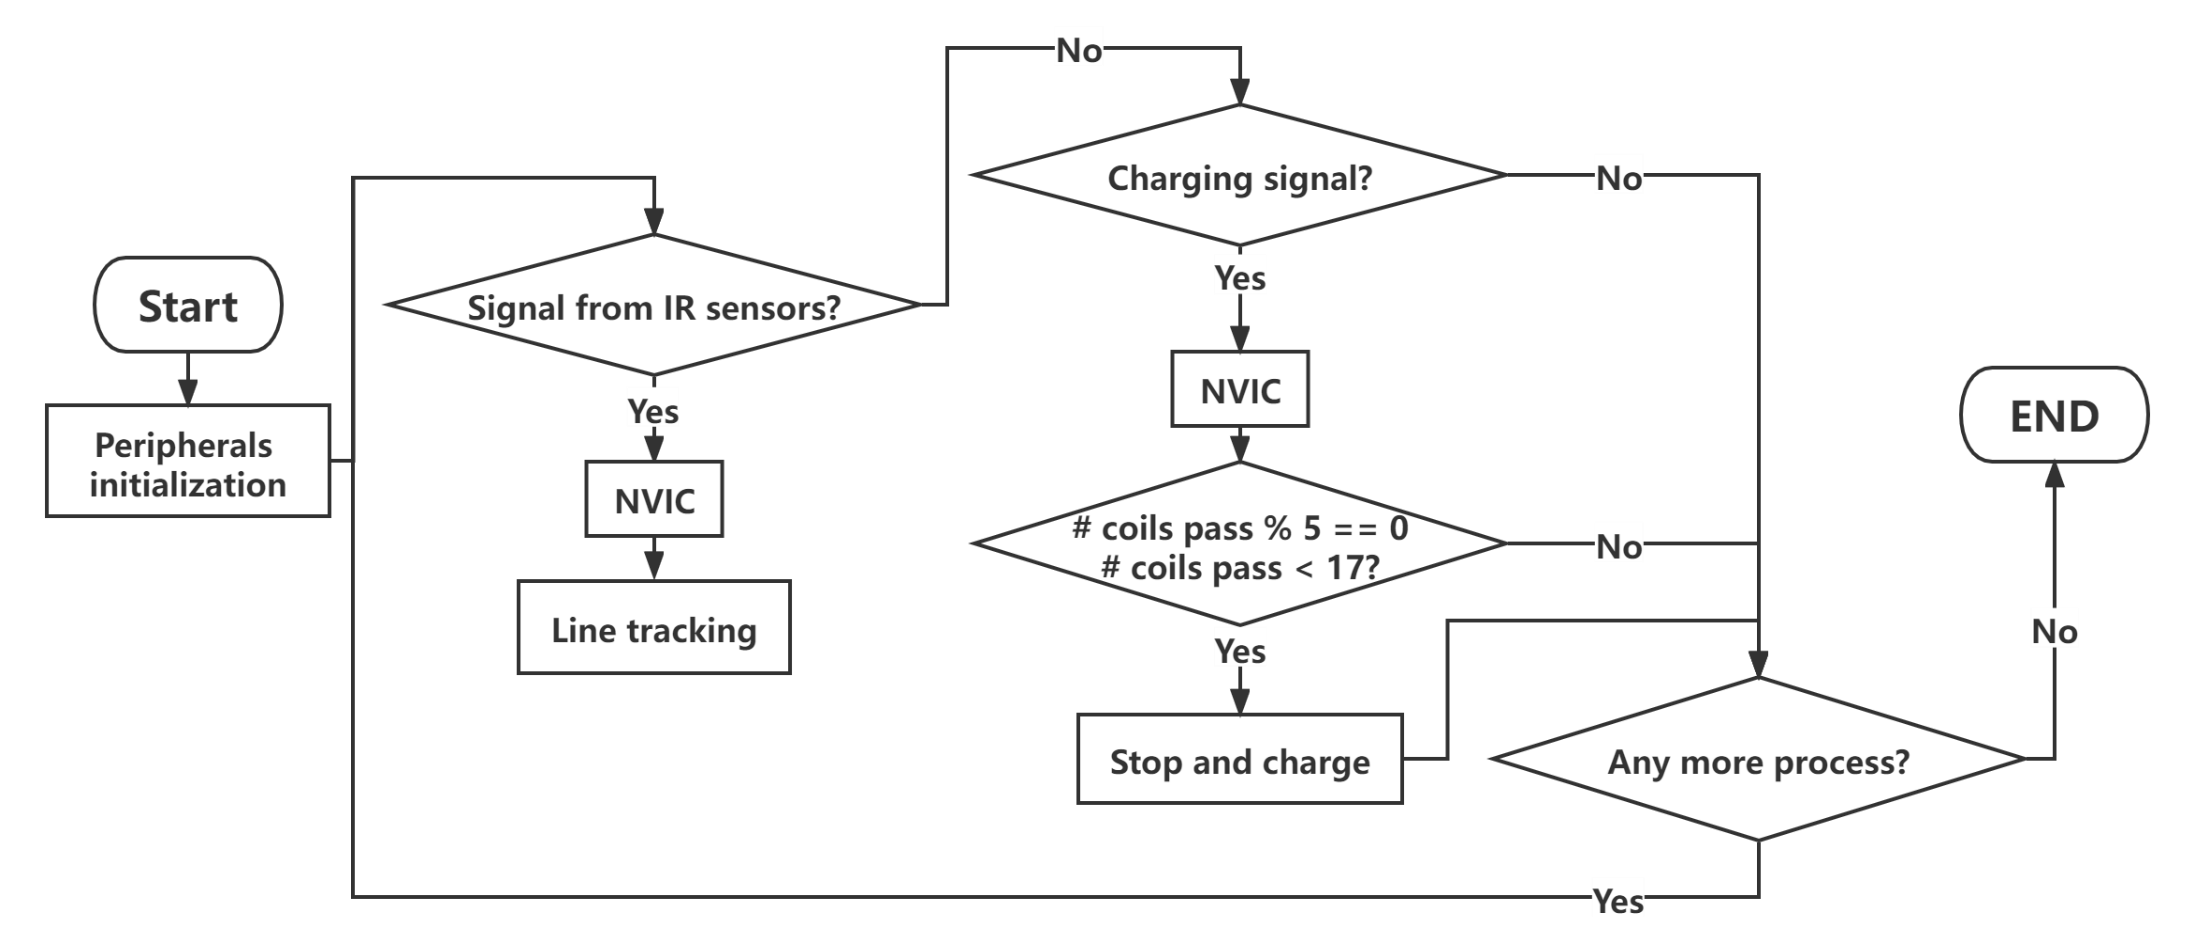 Start
Peripherals
initialization
Signal from IR sensors?
Yes
NVIC
Line tracking
No
Charging signal?
No
Yes
NVIC
# coils pass % 5 == 0
# coils pass < 17?
No
Yes
Stop and charge
Any more process?
Yes
No
END